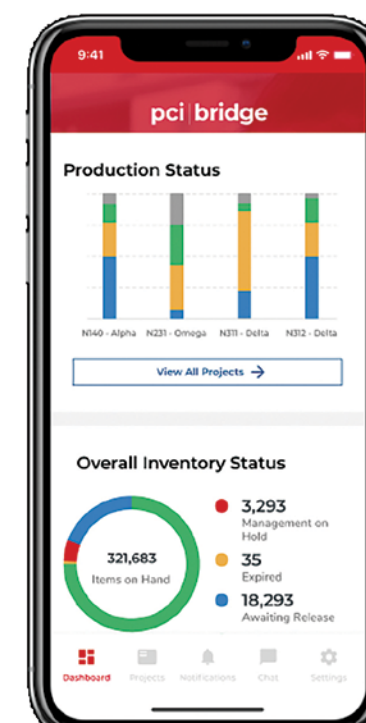 9:41
pci|bridge
Production Status
N140 - Alpha N231 - Omega N311 - Delta N312 - Delta
View All Projects →
Overall Inventory Status
3,293
Management on
Hold
321,683
Items on Hand
35
Expired
18,293
Awaiting Release
Dashboard Projects Notifications Chat Settings